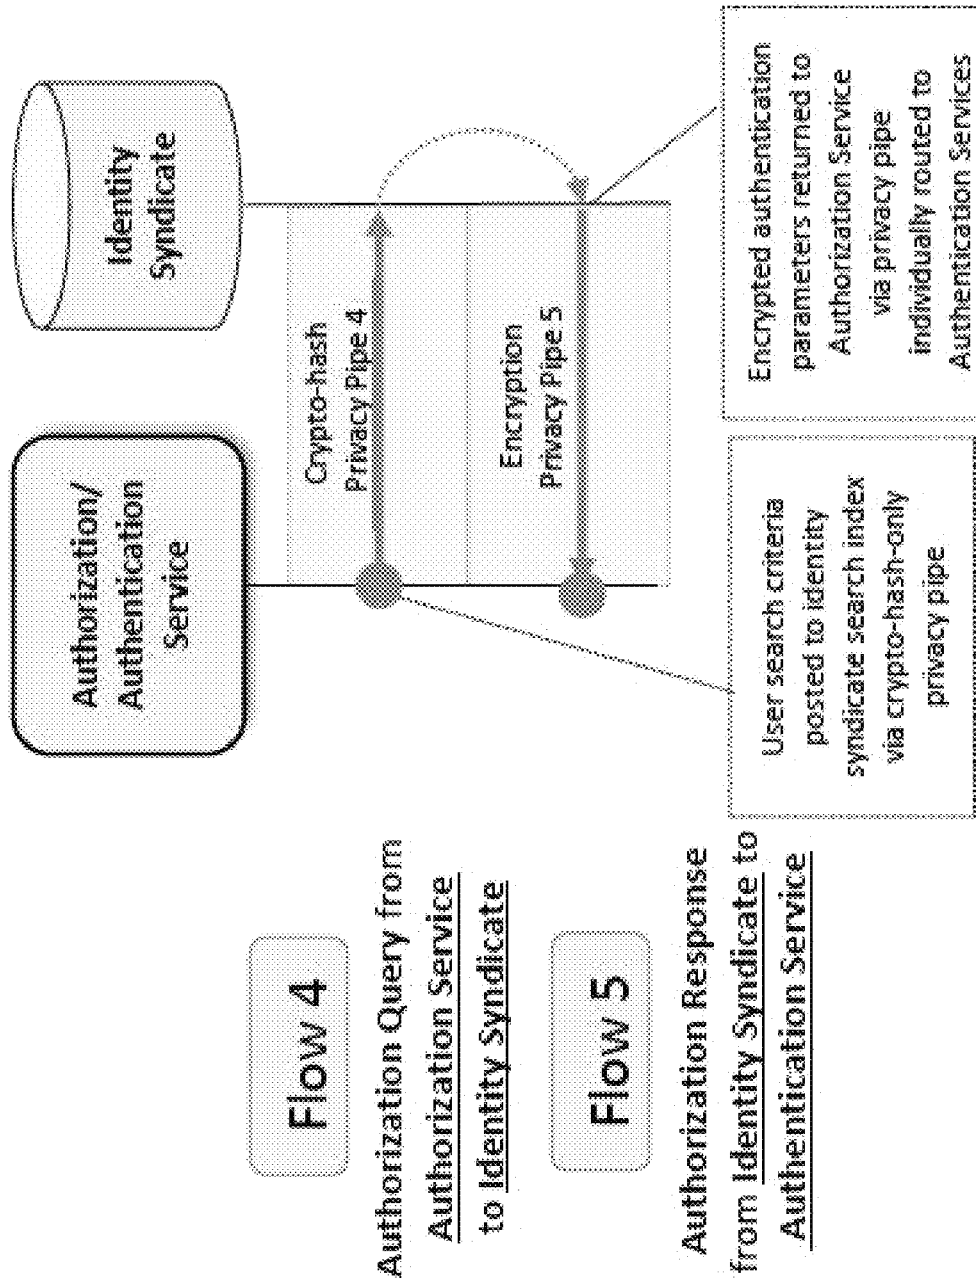 Flow 4
Authorization Query from
Authorization Service
to Identity Syndicate
Flow 5
Authorization Response
from Identity Syndicate to
Authentication Service
Authorization/
Authentication
Service
Identity
Syndicate
Crypto-hash
Privacy Pipe 4
Encryption
Privacy Pipe 5
User search criteria
posted to identity
syndicate search index
via crypto-hash-only
privacy pipe
Encrypted authentication
parameters returned to
Authorization Service
via privacy pipe
individually routed to
Authentication Services